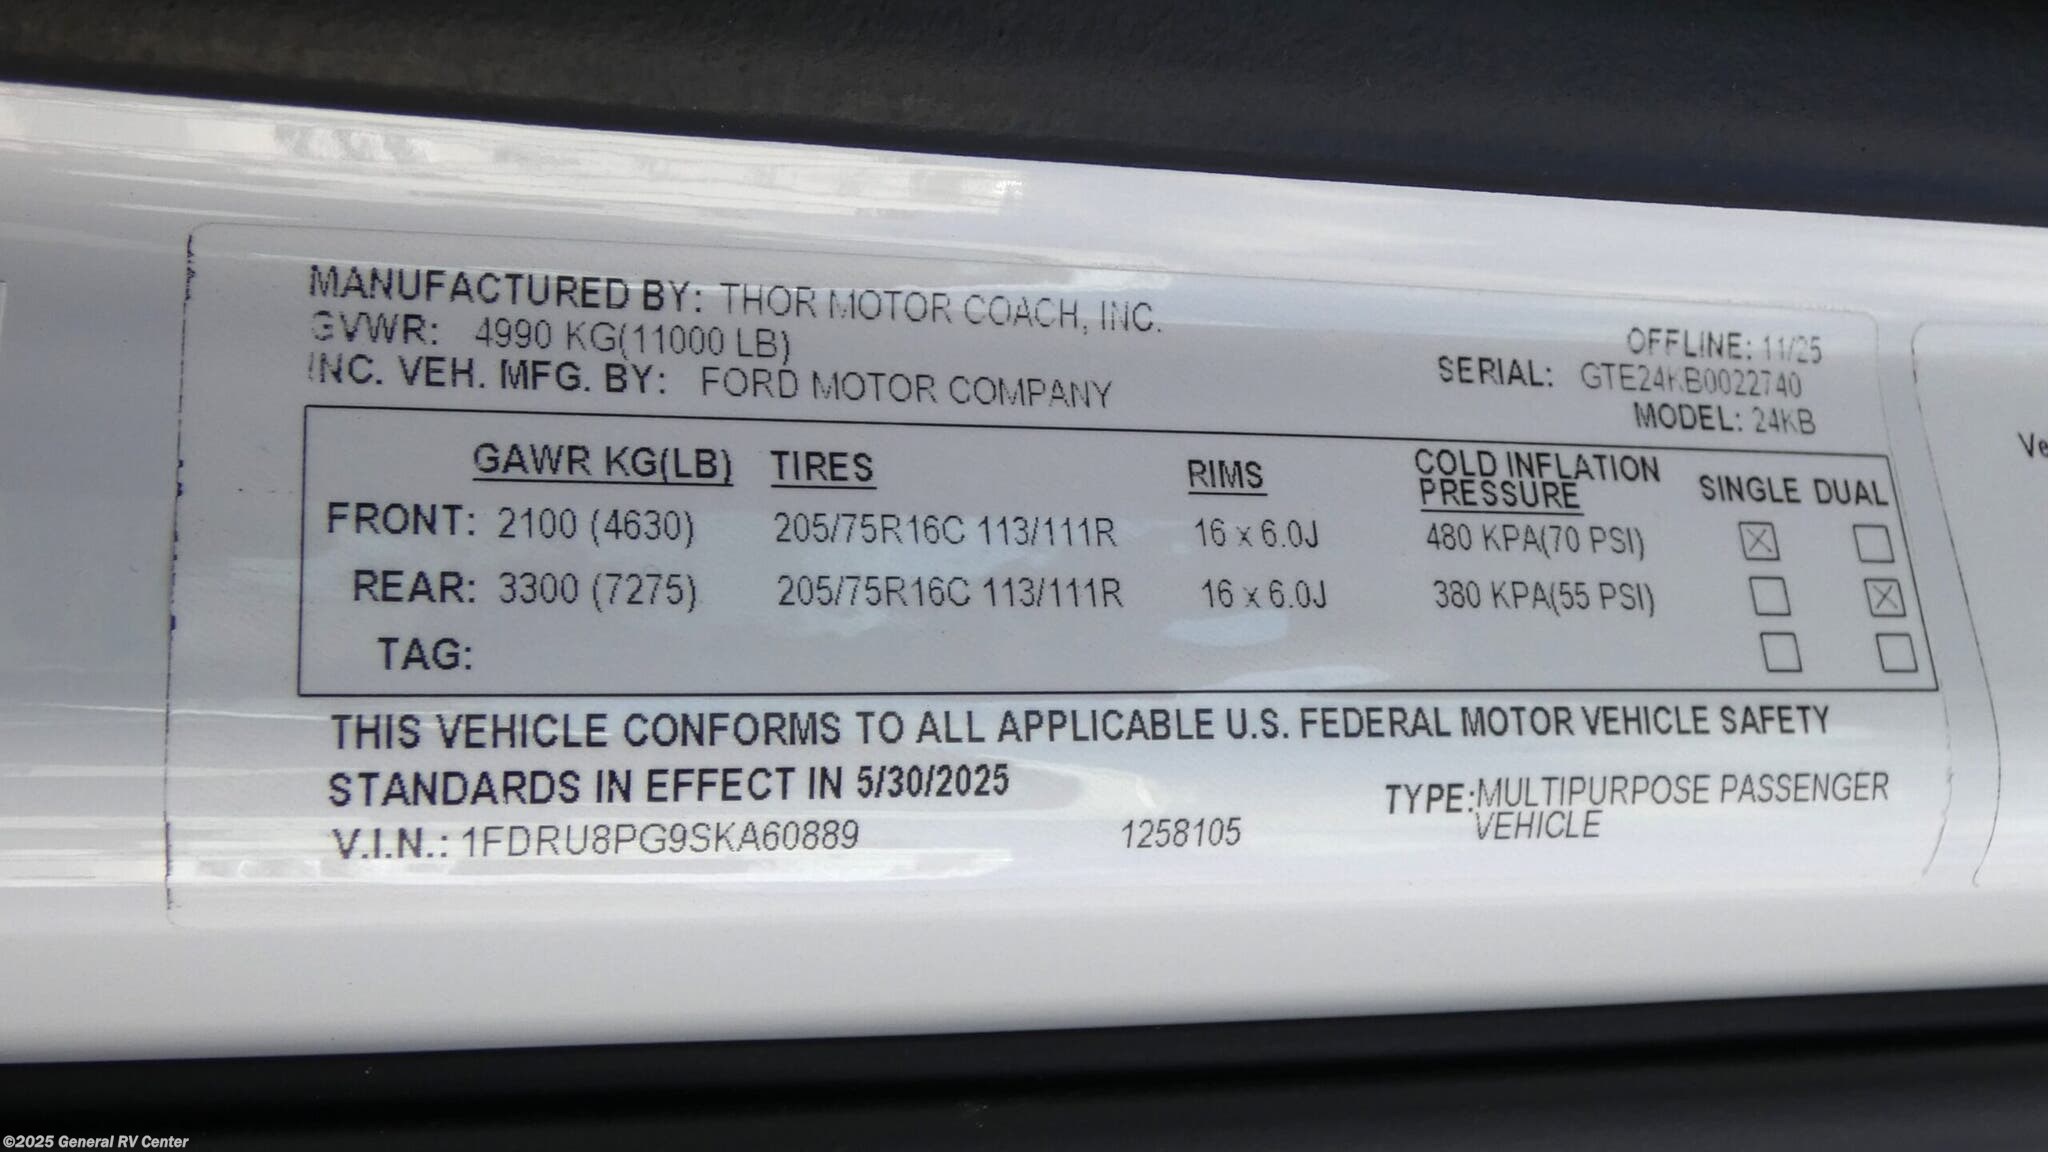 MANUFACTURED BY: THOR MOTOR COACH, INC.
GVWR: 4990 KG(11000 LB)
OFFLINE: 11/25
INC. VEH. MFG. BY: FORD MOTOR COMPANY
SERIAL: GTE24KB0022740
MODEL: 24KB
GAWR KG(LB) TIRES RIMS COLD INFLATION PRESSURE SINGLE DUAL
FRONT: 2100 (4630) 205/75R16C 113/111R 16 x 6.0J 480 KPA(70 PSI) ☒ ☐
REAR: 3300 (7275) 205/75R16C 113/111R 16 x 6.0J 380 KPA(55 PSI) ☐ ☒
TAG: ☐ ☐
THIS VEHICLE CONFORMS TO ALL APPLICABLE U.S. FEDERAL MOTOR VEHICLE SAFETY
STANDARDS IN EFFECT IN 5/30/2025
TYPE:MULTIPURPOSE PASSENGER
VEHICLE
V.I.N.: 1FDRU8PG9SKA60889 1258105
Ve
©2025 General RV Center